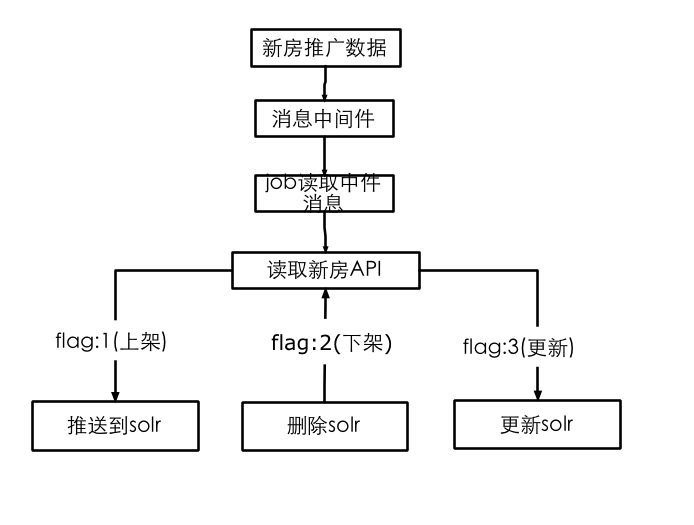 新房推广数据
消息中间件
job读取中件
消息
读取新房API
flag:1(上架)
flag:2(下架)
flag:3(更新)
推送到solr
删除solr
更新solr